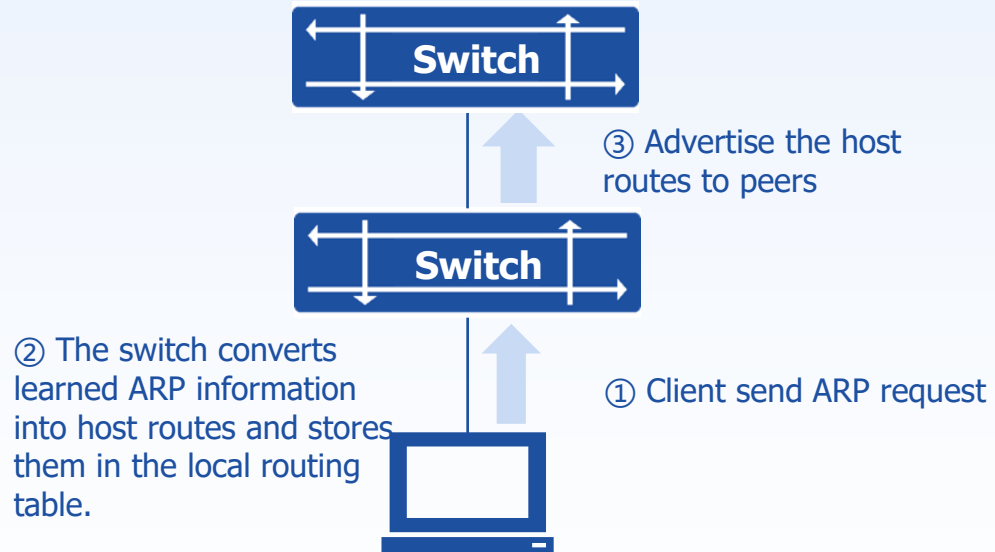 Switch
③ Advertise the host
routes to peers
Switch
② The switch converts
learned ARP information
into host routes and stores
them in the local routing
table.
① Client send ARP request